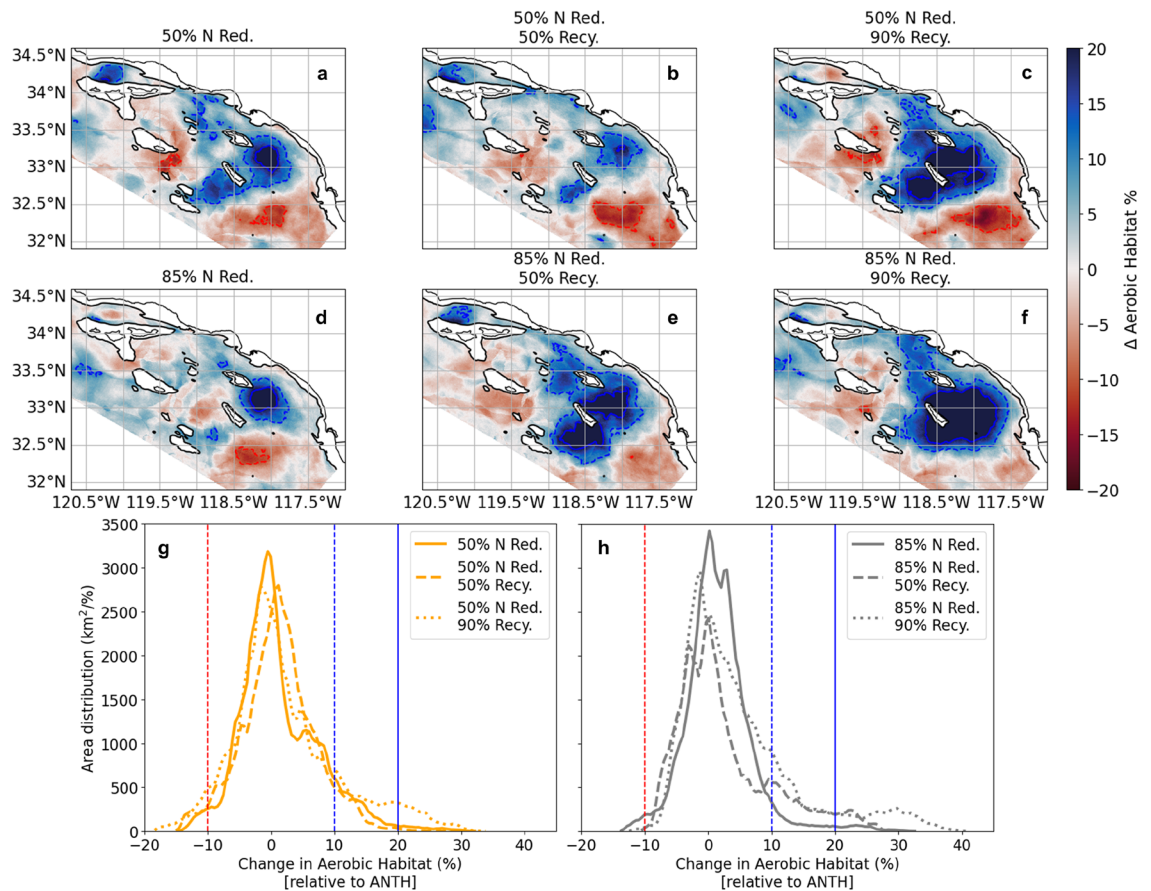 50% N Red.
50% N Red.
50% Recy.
50% N Red.
90% Recy.
34.5°N
34°N
33.5°N
33°N
32.5°N
32°N
a
b
c
20
15
10
5
0
−5
−10
−15
−20
Δ Aerobic Habitat %
85% N Red.
85% N Red.
50% Recy.
85% N Red.
90% Recy.
34.5°N
34°N
33.5°N
33°N
32.5°N
32°N
d
e
f
120.5°W 119.5°W 118.5°W 117.5°W
120.5°W 119.5°W 118.5°W 117.5°W
120.5°W 119.5°W 118.5°W 117.5°W
g
50% N Red.
50% N Red.
50% Recy.
50% N Red.
90% Recy.
3500
3000
2500
2000
1500
1000
500
0
Area distribution (km²/%)
−20 −10 0 10 20 30 40
Change in Aerobic Habitat (%)
[relative to ANTH]
h
85% N Red.
85% N Red.
50% Recy.
85% N Red.
90% Recy.
−20 −10 0 10 20 30 40
Change in Aerobic Habitat (%)
[relative to ANTH]